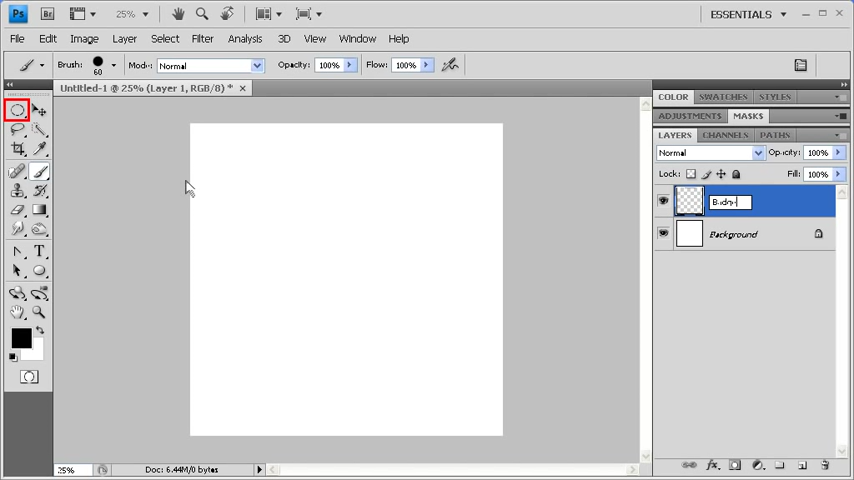 Ps Br 25% ESSENTIALS
File Edit Image Layer Select Filter Analysis 3D View Window Help
Brush: 60 Mode: Normal Opacity: 100% Flow: 100%
Untitled-1 @ 25% (Layer 1, RGB/8) *
COLOR SWATCHES STYLES
ADJUSTMENTS MASKS
LAYERS CHANNELS PATHS
Normal Opacity: 100%
Lock: Fill: 100%
Background
T
25% Doc: 6.44M/0 bytes
fx